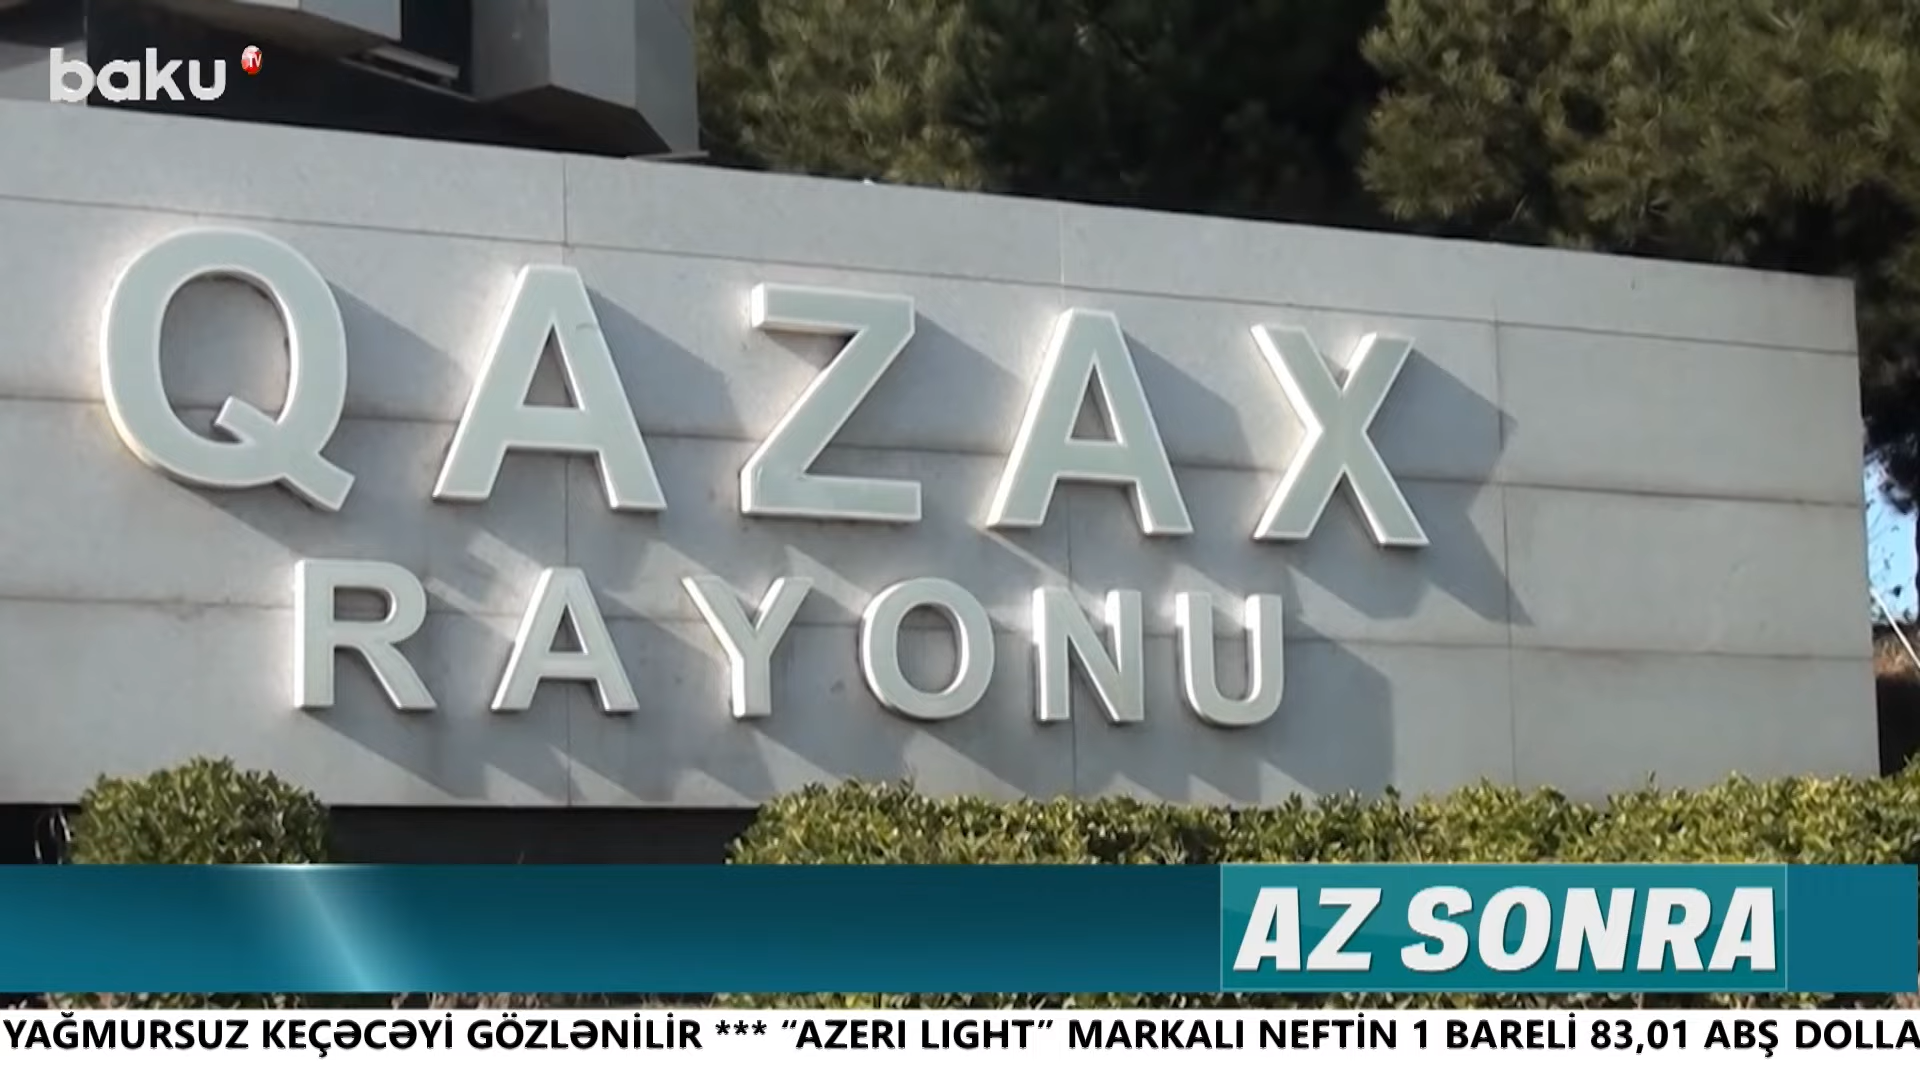 baku TV
QAZAX
RAYONU
AZ SONRA
YAĞMURSUZ KEÇƏCƏYİ GÖZLƏNİLİR *** “AZERI LIGHT” MARKALI NEFTİN 1 BARELİ 83,01 ABŞ DOLLA